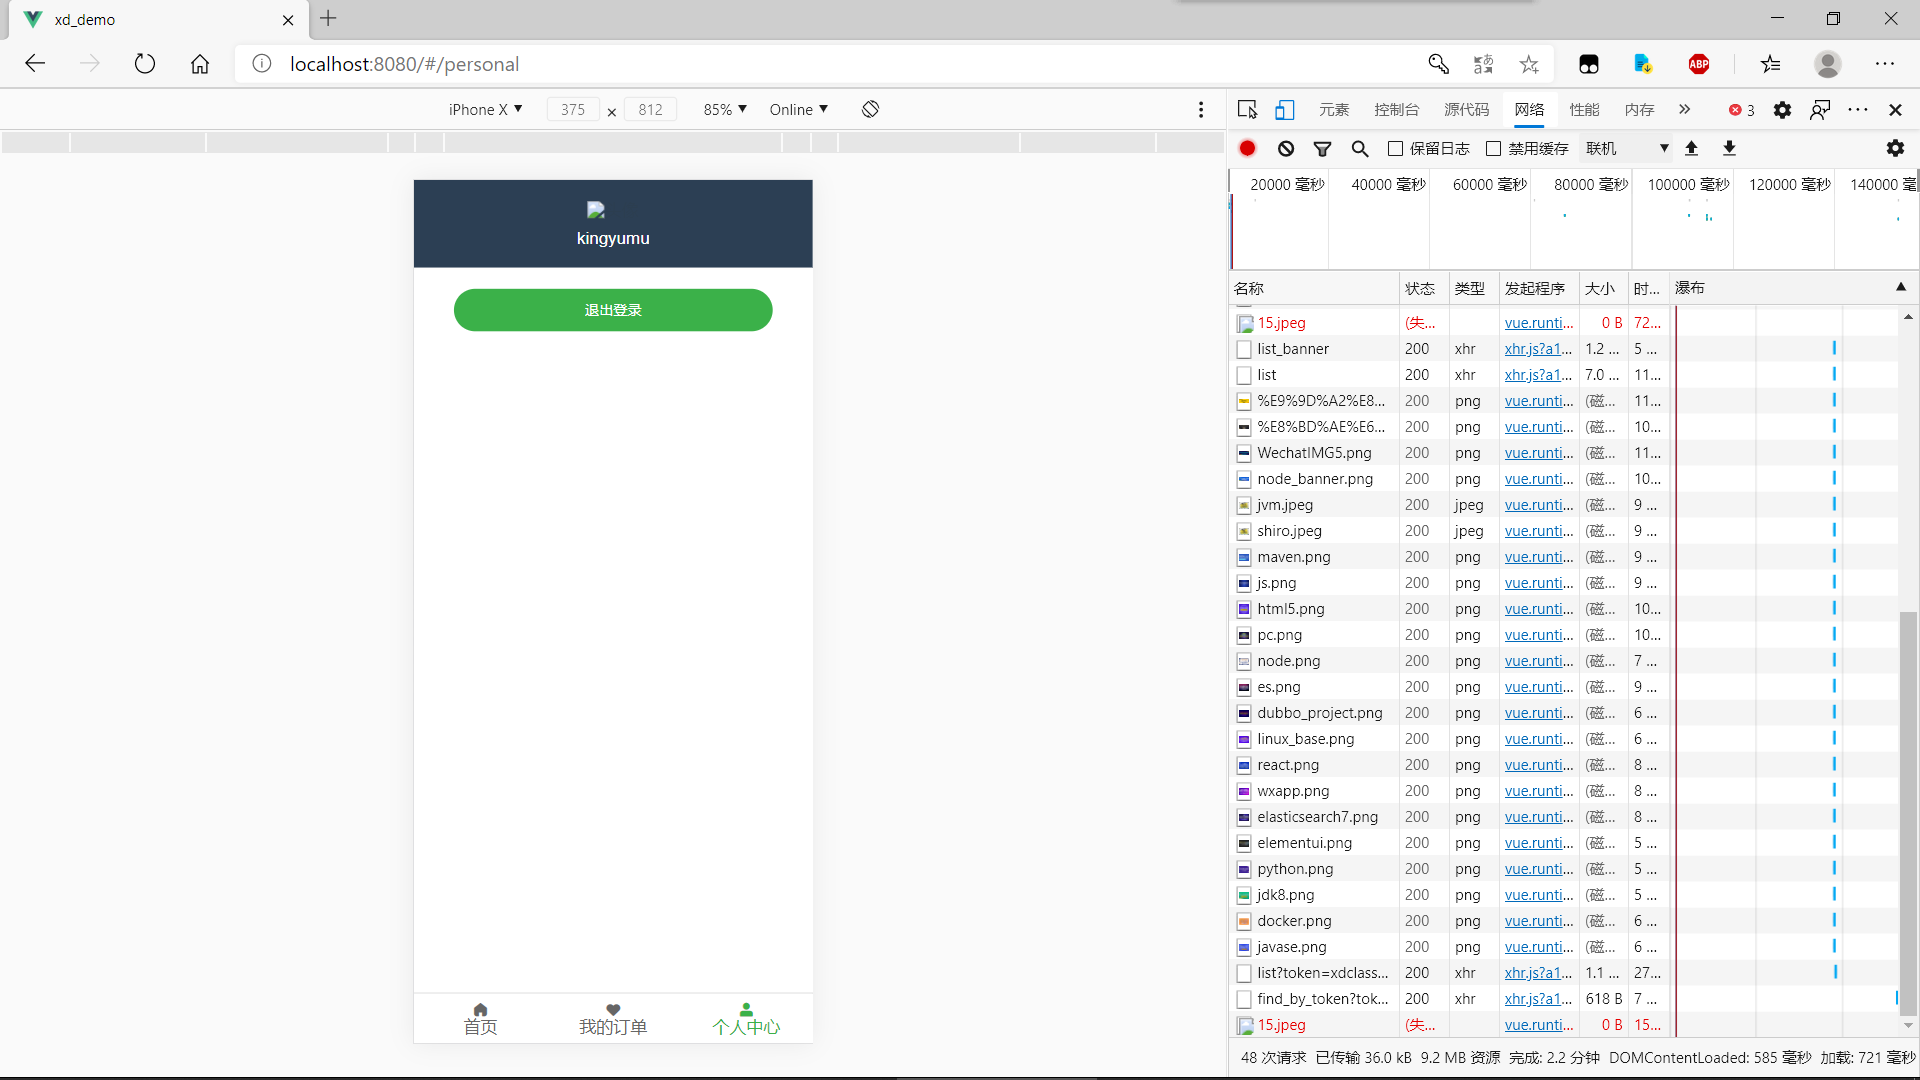 xd_demo
localhost:8080/#/personal
ABP
iPhone X ▼ 375 × 812 85% ▼ Online ▼
元素 控制台 源代码 网络 性能 内存 » 3
保留日志 禁用缓存 联机 ▼
20000 毫秒 40000 毫秒 60000 毫秒 80000 毫秒 100000 毫秒 120000 毫秒 140000 毫
kingyumu
退出登录
首页 我的订单 个人中心
名称 状态 类型 发起程序 大小 时... 瀑布
15.jpeg (失... vue.runti... 0 B 72...
list_banner 200 xhr xhr.js?a1... 1.2 ... 5 ...
list 200 xhr xhr.js?a1... 7.0 ... 11...
%E9%9D%A2%E8... 200 png vue.runti... (磁... 11...
%E8%BD%AE%E6... 200 png vue.runti... (磁... 10...
WechatIMG5.png 200 png vue.runti... (磁... 11...
node_banner.png 200 png vue.runti... (磁... 10...
jvm.jpeg 200 jpeg vue.runti... (磁... 9 ...
shiro.jpeg 200 jpeg vue.runti... (磁... 9 ...
maven.png 200 png vue.runti... (磁... 9 ...
js.png 200 png vue.runti... (磁... 9 ...
html5.png 200 png vue.runti... (磁... 10...
pc.png 200 png vue.runti... (磁... 10...
node.png 200 png vue.runti... (磁... 7 ...
es.png 200 png vue.runti... (磁... 9 ...
dubbo_project.png 200 png vue.runti... (磁... 6 ...
linux_base.png 200 png vue.runti... (磁... 6 ...
react.png 200 png vue.runti... (磁... 8 ...
wxapp.png 200 png vue.runti... (磁... 8 ...
elasticsearch7.png 200 png vue.runti... (磁... 8 ...
elementui.png 200 png vue.runti... (磁... 5 ...
python.png 200 png vue.runti... (磁... 5 ...
jdk8.png 200 png vue.runti... (磁... 5 ...
docker.png 200 png vue.runti... (磁... 6 ...
javase.png 200 png vue.runti... (磁... 6 ...
list?token=xdclass... 200 xhr xhr.js?a1... 1.1 ... 27...
find_by_token?tok... 200 xhr xhr.js?a1... 618 B 7 ...
15.jpeg (失... vue.runti... 0 B 15...
48 次请求 已传输 36.0 kB 9.2 MB 资源 完成: 2.2 分钟 DOMContentLoaded: 585 毫秒 加载: 721 毫秒